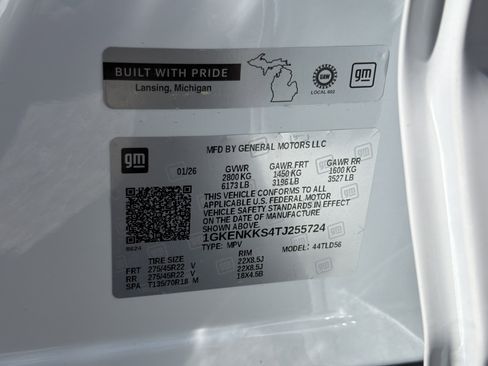 BUILT WITH PRIDE
Lansing, Michigan
UAW
LOCAL 602
gm
gm
MFD BY GENERAL MOTORS LLC
01/26 GVWR GAWR FRT GAWR RR
2800 KG 1450 KG 1600 KG
6173 LB 3196 LB 3527 LB
THIS VEHICLE CONFORMS TO ALL
APPLICABLE U.S. FEDERAL MOTOR
VEHICLE SAFETY STANDARDS IN EFFECT
ON THE DATE OF MANUFACTURE SHOWN ABOVE.
1GKENKKS4TJ255724
TYPE: MPV MODEL: 44TLD56
TIRE SIZE RIM
FRT 275/45R22 V 22X8.5J
RR 275/45R22 V 22X8.5J
SPA T135/70R18 M 18X4.5B